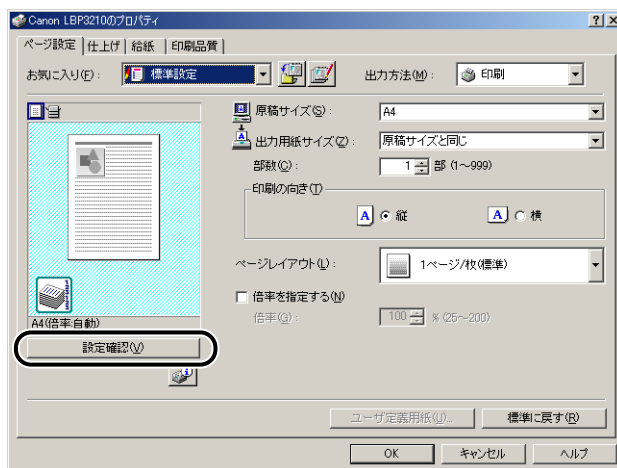 Canon LBP3210のプロパティ
ページ設定 仕上げ 給紙 印刷品質
お気に入り(F): 標準設定 出力方法(M): 印刷
原稿サイズ(S): A4
出力用紙サイズ(Z): 原稿サイズと同じ
部数(C): 1 部 (1～999)
印刷の向き(T)
A 縦 A 横
ページレイアウト(L): 1ページ/枚(標準)
倍率を指定する(N)
倍率(G): 100 % (25～200)
A4(倍率:自動)
設定確認(V)
ユーザ定義用紙(U)... 標準に戻す(R)
OK キャンセル ヘルプ